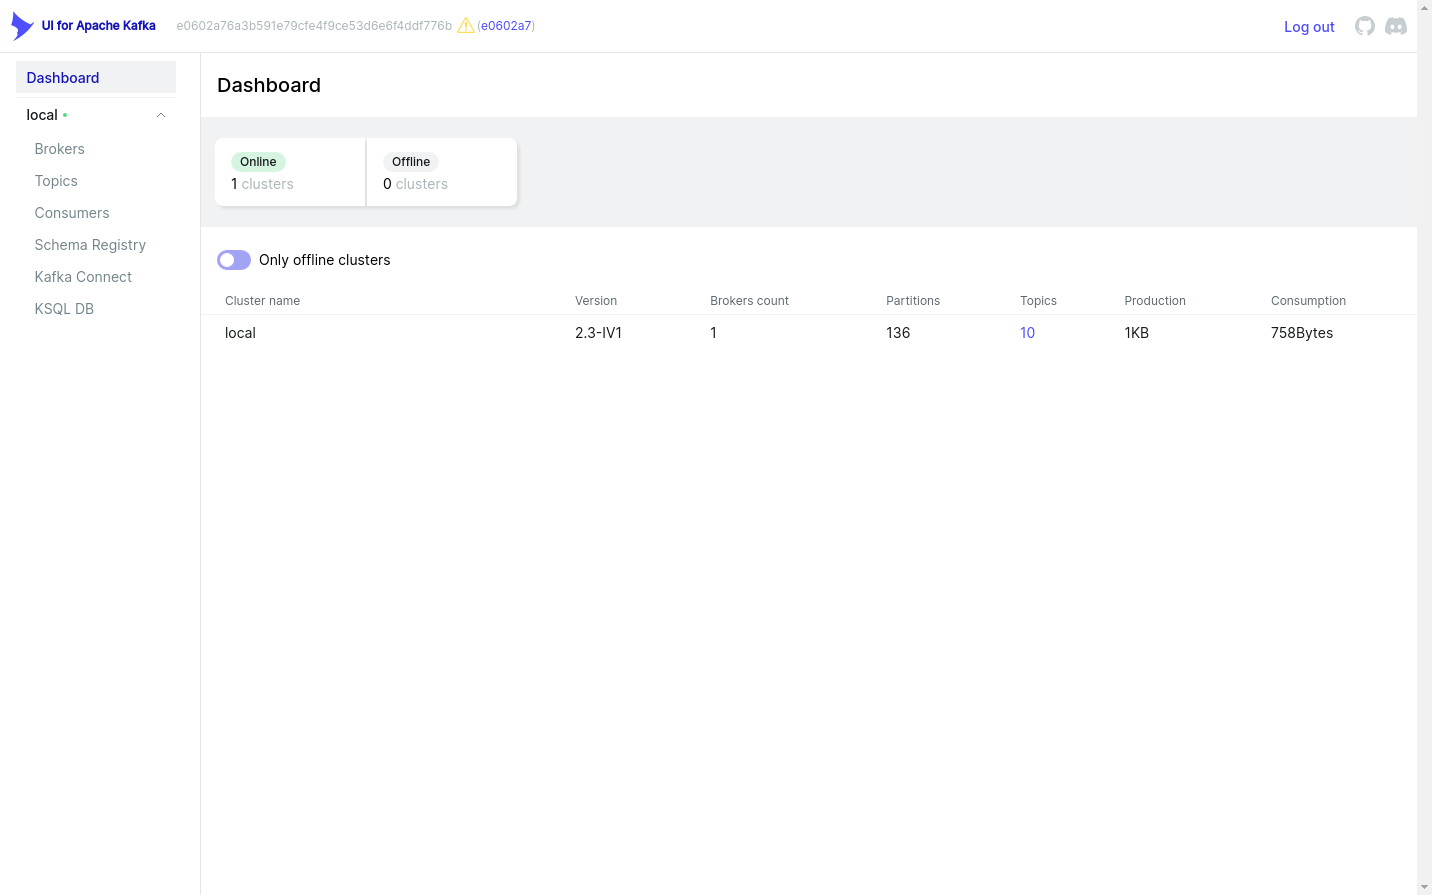 UI for Apache Kafka e0602a76a3b591e79cfe4f9ce53d6e6f4ddf776b (e0602a7) Log out
Dashboard
local
Brokers
Topics
Consumers
Schema Registry
Kafka Connect
KSQL DB
Dashboard
Online
1 clusters
Offline
0 clusters
Only offline clusters
Cluster name Version Brokers count Partitions Topics Production Consumption
local 2.3-IV1 1 136 10 1KB 758Bytes